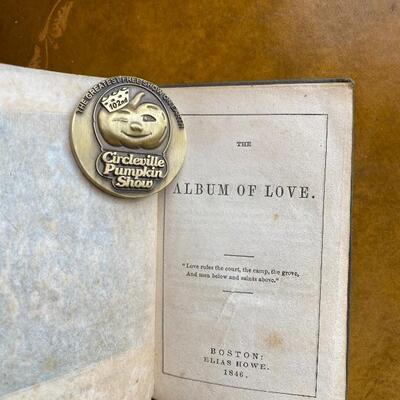 THE GREATEST FREE SHOW ON EARTH
102nd
Circleville
Pumpkin
Show
THE
ALBUM OF LOVE.
"Love rules the court, the camp, the grove,
And men below and saints above."
BOSTON:
ELIAS HOWE.
1846.